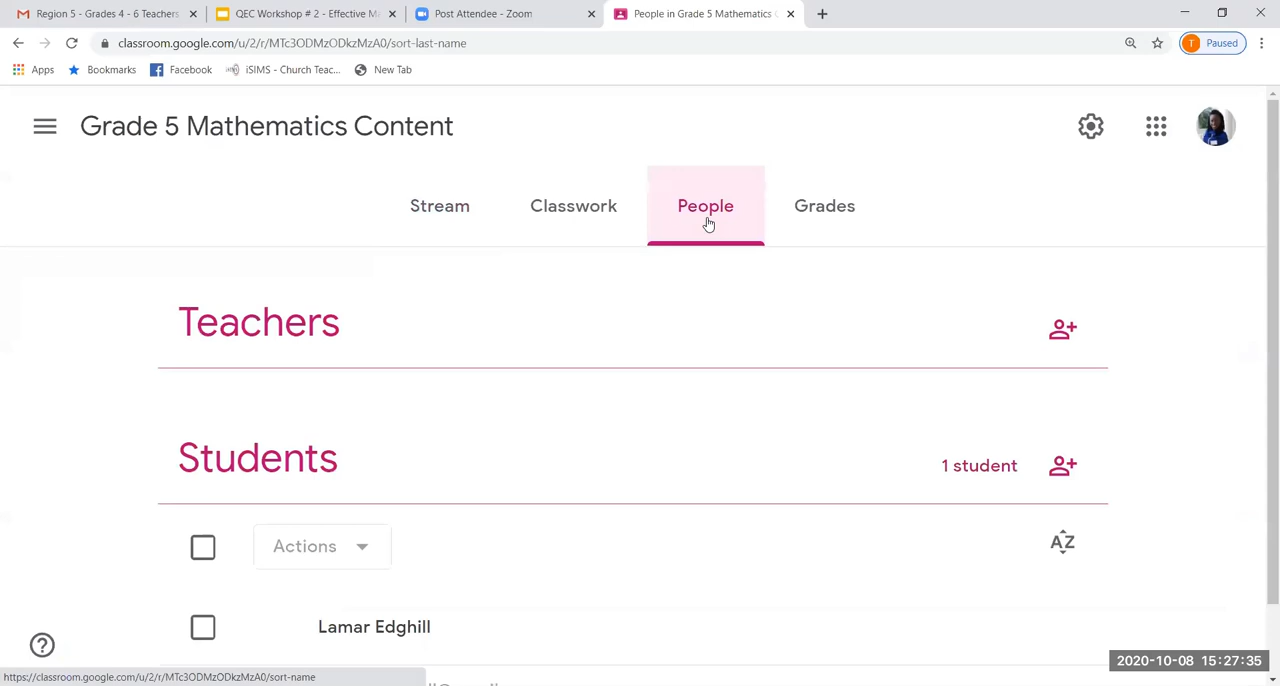 Region 5 - Grades 4 - 6 Teachers
QEC Workshop # 2 - Effective M
Post Attendee - Zoom
People in Grade 5 Mathematics C
classroom.google.com/u/2/r/MTc3ODMzODkzMzA0/sort-last-name
T Paused
Apps
Bookmarks
Facebook
iSIMS - Church Teac...
New Tab
Grade 5 Mathematics Content
Stream
Classwork
People
Grades
Teachers
Students
1 student
Actions
AZ
Lamar Edghill
2020-10-08 15:27:35
https://classroom.google.com/u/2/r/MTc3ODMzODkzMzA0/sort-name